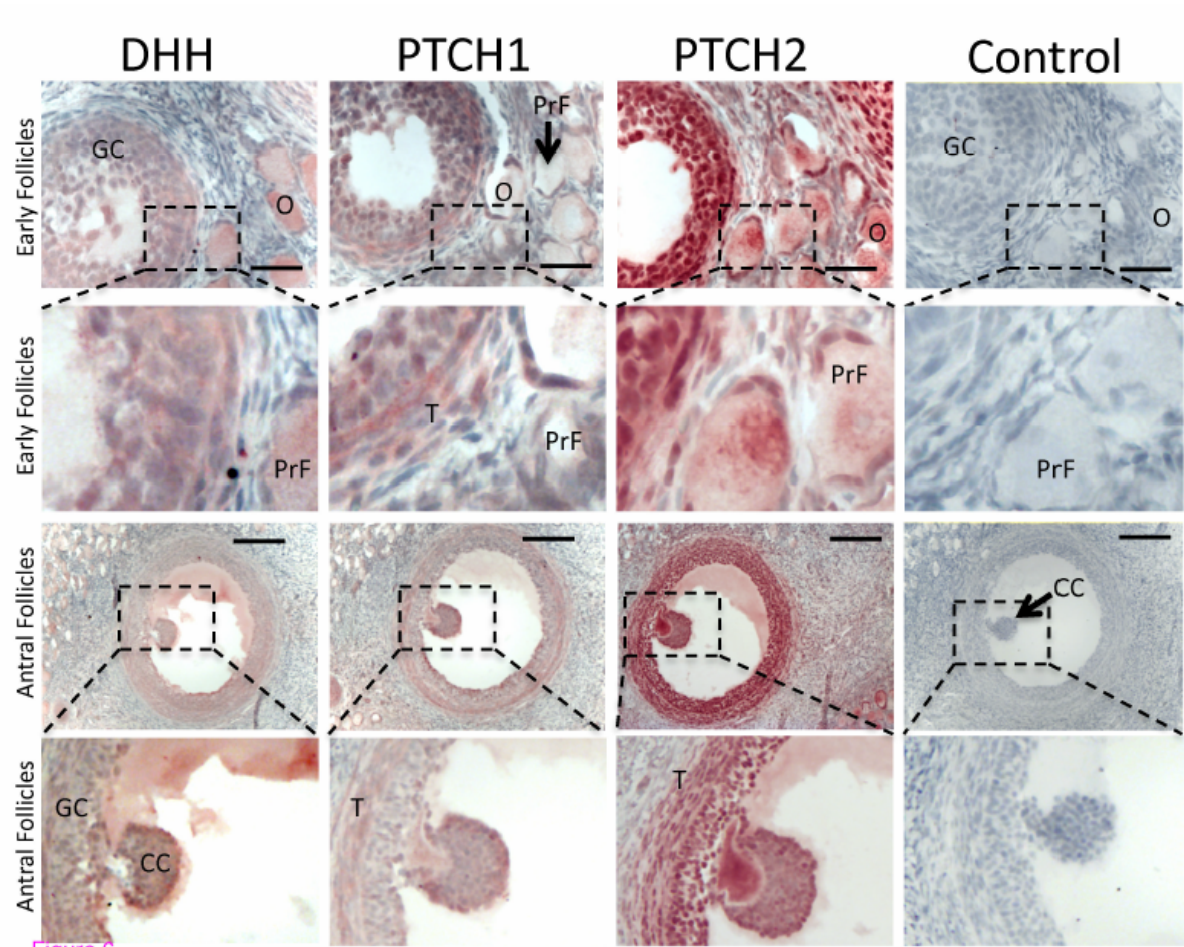 DHH PTCH1 PTCH2 Control
Early Follicles
GC
O
PrF
O
O
GC
O
Early Follicles
PrF
T
PrF
PrF
PrF
Antral Follicles
CC
Antral Follicles
GC
CC
T
T